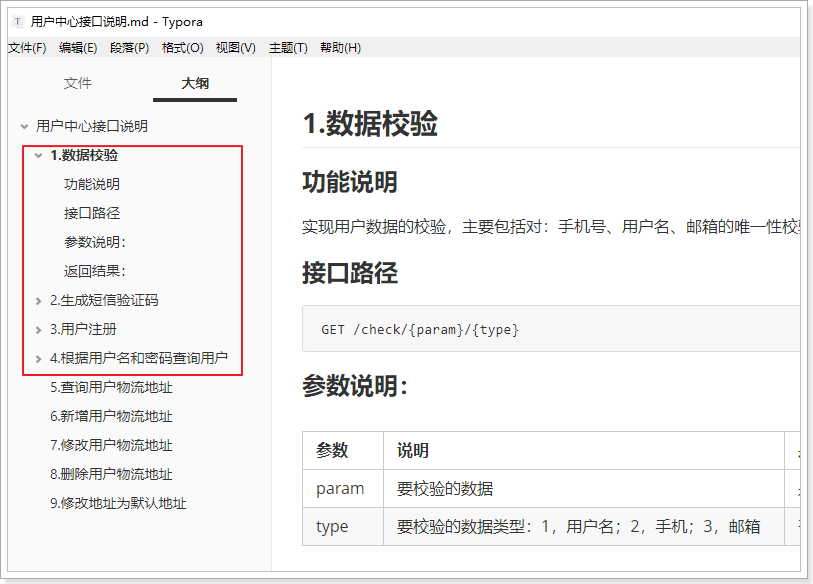 用户中心接口说明.md - Typora
文件(F) 编辑(E) 段落(P) 格式(O) 视图(V) 主题(T) 帮助(H)
文件 大纲
用户中心接口说明
1.数据校验
功能说明
接口路径
参数说明：
返回结果：
2.生成短信验证码
3.用户注册
4.根据用户名和密码查询用户
5.查询用户物流地址
6.新增用户物流地址
7.修改用户物流地址
8.删除用户物流地址
9.修改地址为默认地址
1.数据校验
功能说明
实现用户数据的校验，主要包括对：手机号、用户名、邮箱的唯一性校
接口路径
GET /check/{param}/{type}
参数说明：
参数 说明
param 要校验的数据
type 要校验的数据类型：1，用户名；2，手机；3，邮箱